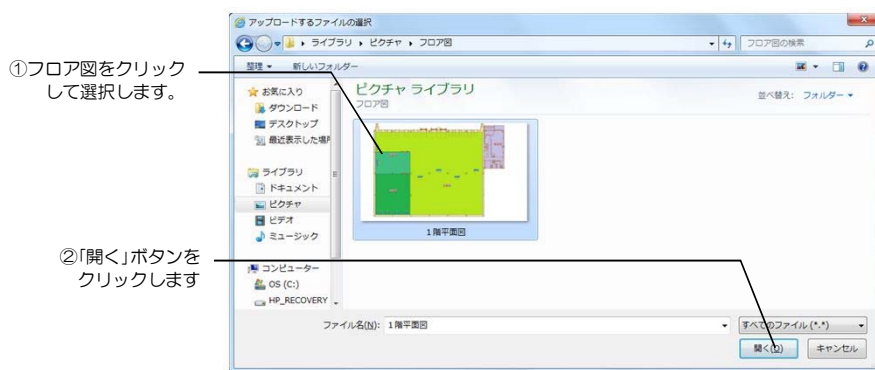 アップロードするファイルの選択
ライブラリ ▸ ピクチャ ▸ フロア図
フロア図の検索
整理 ▼ 新しいフォルダー
①フロア図をクリック
して選択します。
お気に入り
ダウンロード
デスクトップ
最近表示した場所
ライブラリ
ドキュメント
ピクチャ
ビデオ
ミュージック
コンピューター
OS (C:)
HP_RECOVERY
ピクチャ ライブラリ
フロア図
並べ替え: フォルダー ▼
1階平面図
②「開く」ボタンを
クリックします
ファイル名(N): 1階平面図
すべてのファイル (*.*)
開く(O)
キャンセル